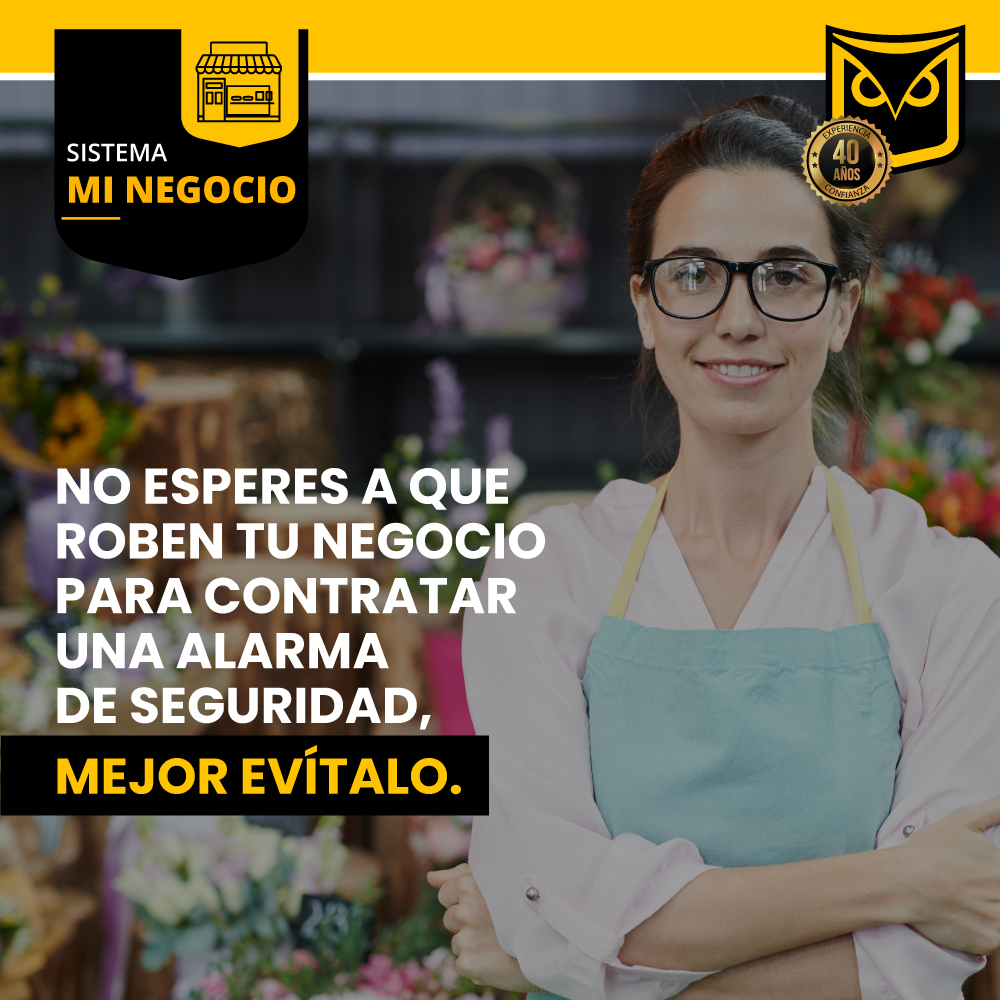 SISTEMA
MI NEGOCIO
EXPERIENCIA
40
AÑOS
CONFIANZA
NO ESPERES A QUE
ROBEN TU NEGOCIO
PARA CONTRATAR
UNA ALARMA
DE SEGURIDAD,
MEJOR EVÍTALO.